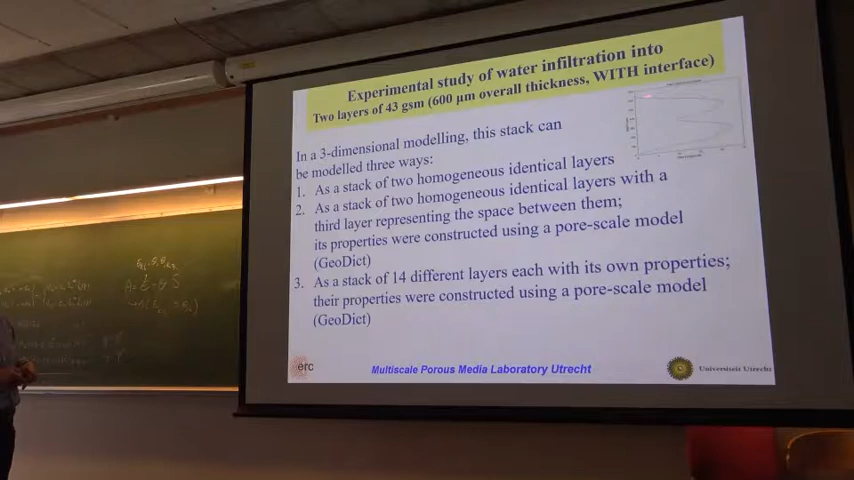 Experimental study of water infiltration into
Two layers of 43 gsm (600 µm overall thickness, WITH interface)
In a 3-dimensional modelling, this stack can
be modelled three ways:
1. As a stack of two homogeneous identical layers
2. As a stack of two homogeneous identical layers with a
third layer representing the space between them;
its properties were constructed using a pore-scale model
(GeoDict)
3. As a stack of 14 different layers each with its own properties;
their properties were constructed using a pore-scale model
(GeoDict)
erc
Multiscale Porous Media Laboratory Utrecht
Universiteit Utrecht